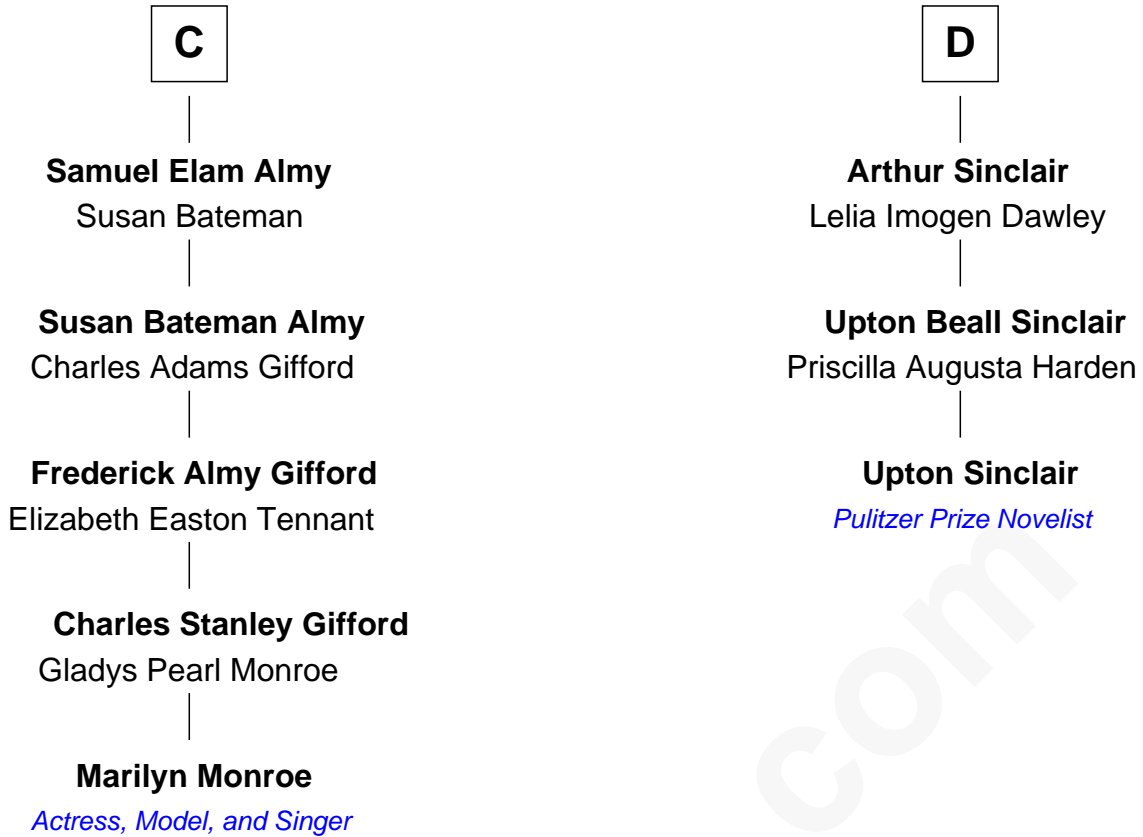 C
Samuel Elam Almy
Susan Bateman
Susan Bateman Almy
Charles Adams Gifford
Frederick Almy Gifford
Elizabeth Easton Tennant
Charles Stanley Gifford
Gladys Pearl Monroe
Marilyn Monroe
Actress, Model, and Singer
D
Arthur Sinclair
Lelia Imogen Dawley
Upton Beall Sinclair
Priscilla Augusta Harden
Upton Sinclair
Pulitzer Prize Novelist
com